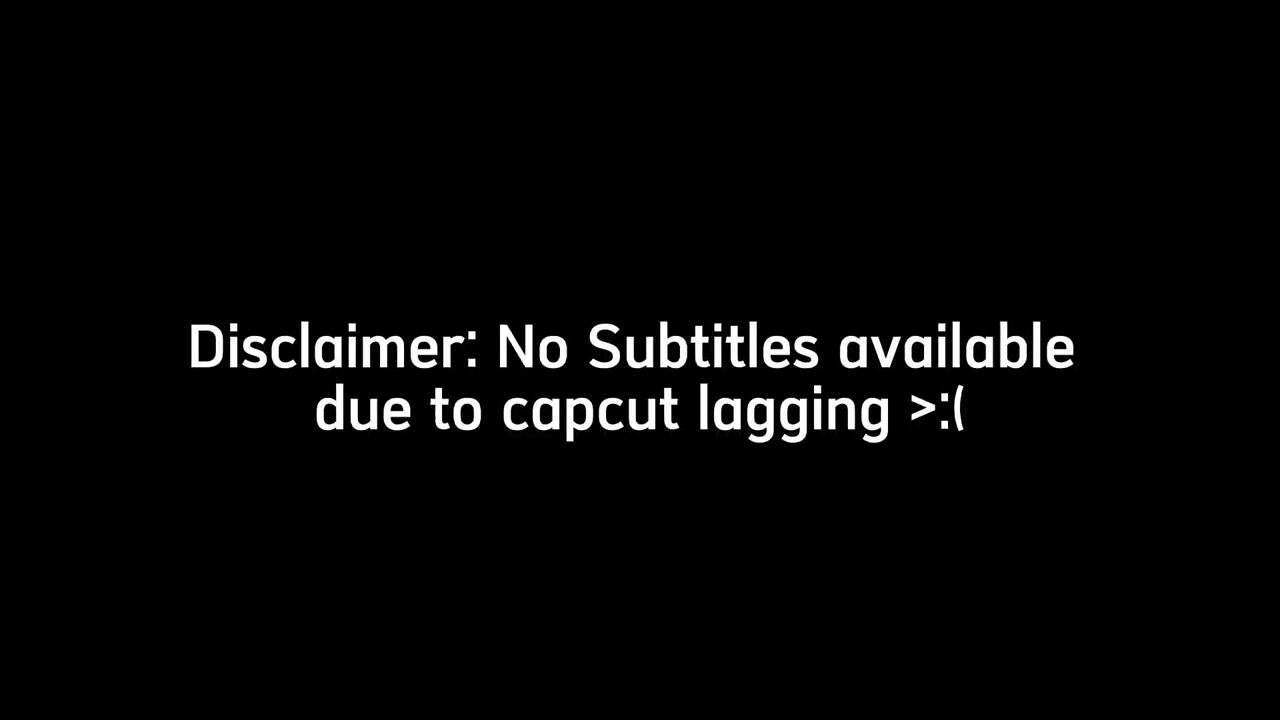 Disclaimer: No Subtitles available
due to capcut lagging >:(